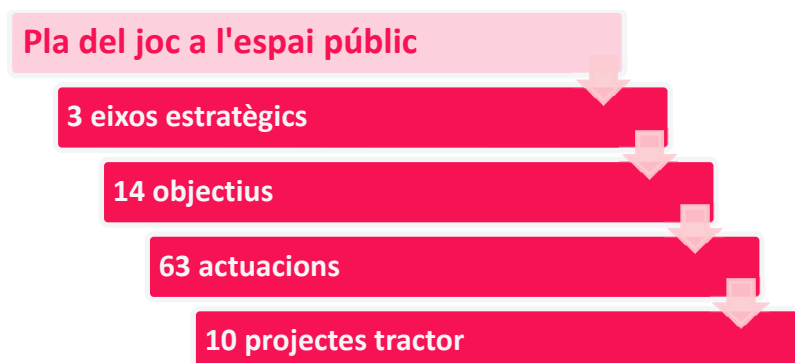 Pla del joc a l'espai públic
3 eixos estratègics
14 objectius
63 actuacions
10 projectes tractor